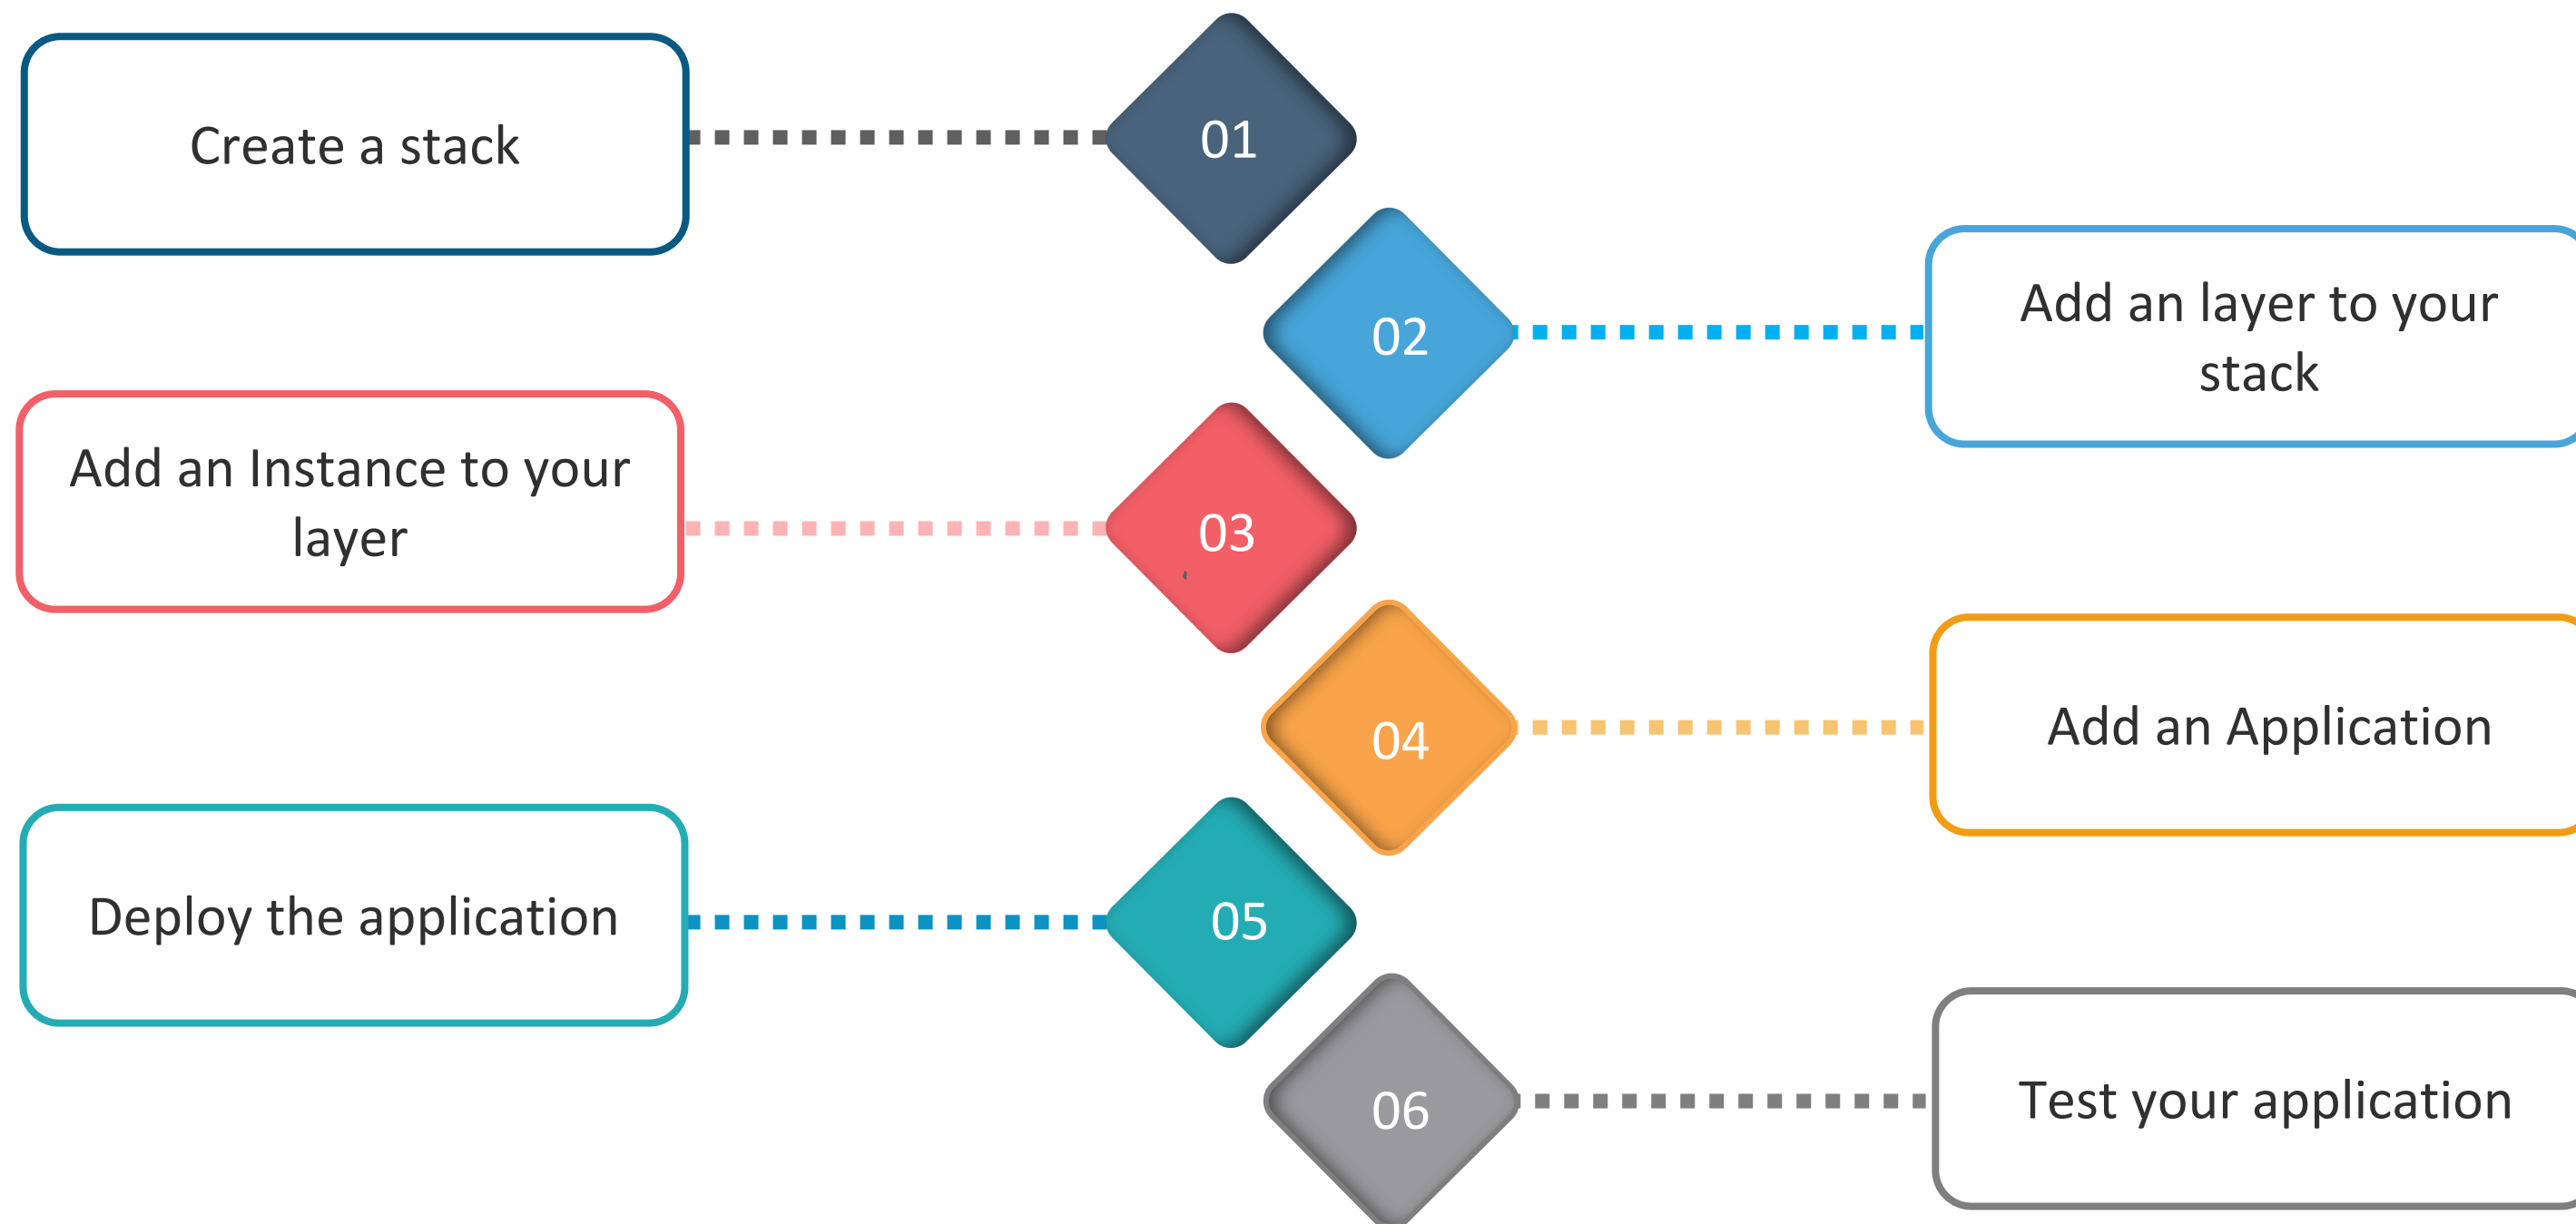 Create a stack
01
02
Add an layer to your
stack
Add an Instance to your
layer
03
04
Add an Application
Deploy the application
05
06
Test your application